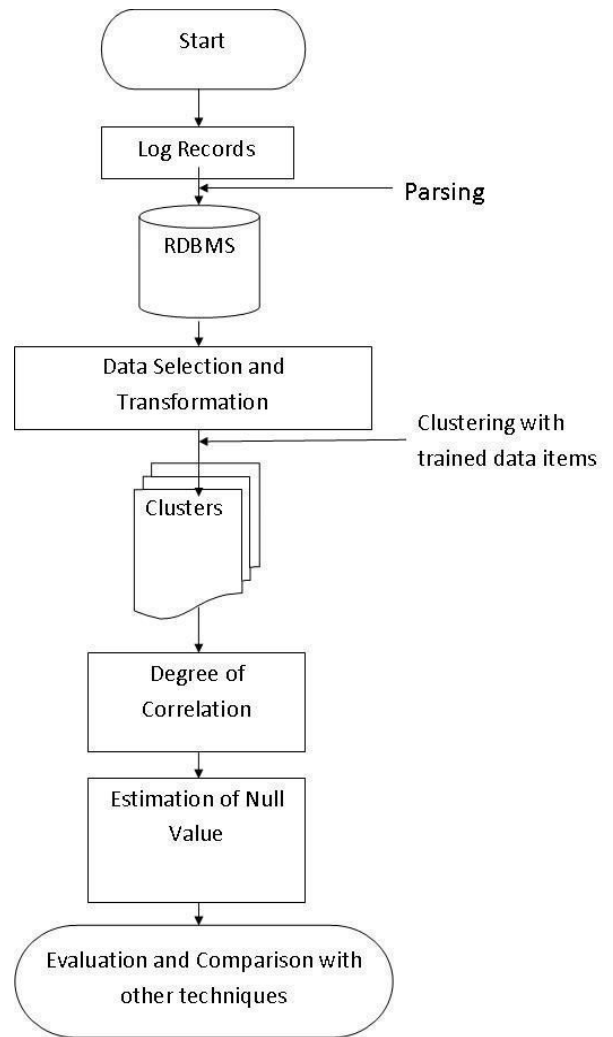 Start
Log Records
Parsing
RDBMS
Data Selection and
Transformation
Clustering with
trained data items
Clusters
Degree of
Correlation
Estimation of Null
Value
Evaluation and Comparison with
other techniques